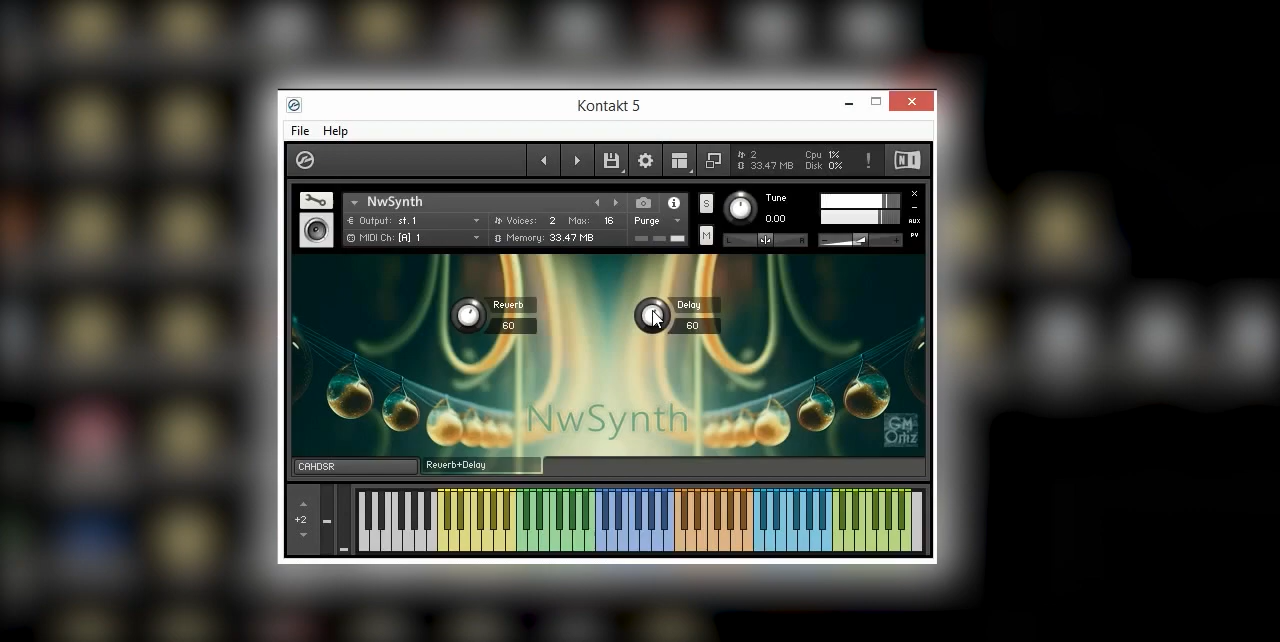 Kontakt 5
File Help
2
33.47 MB
Cpu 1%
Disk 0%
!
NI
NwSynth
Output: st.1
Voices: 2 Max: 16
Purge
MIDI Ch: [A] 1
Memory: 33.47 MB
S
M
Tune
0.00
L R
- +
×
AUX
PV
Reverb
60
Delay
60
NwSynth
GM
Ortiz
CAHDSR
Reverb+Delay
+2